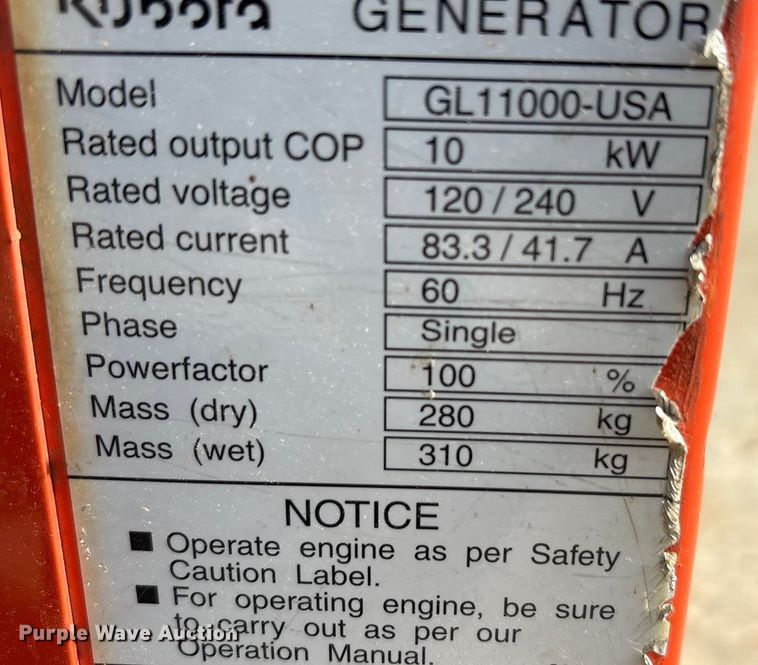 Kubota GENERATOR
Model GL11000-USA
Rated output COP 10 kW
Rated voltage 120 / 240 V
Rated current 83.3 / 41.7 A
Frequency 60 Hz
Phase Single
Powerfactor 100 %
Mass (dry) 280 kg
Mass (wet) 310 kg
NOTICE
■ Operate engine as per Safety
Caution Label.
■ For operating engine, be sure
to carry out as per our
Operation Manual.
Purple Wave Auction